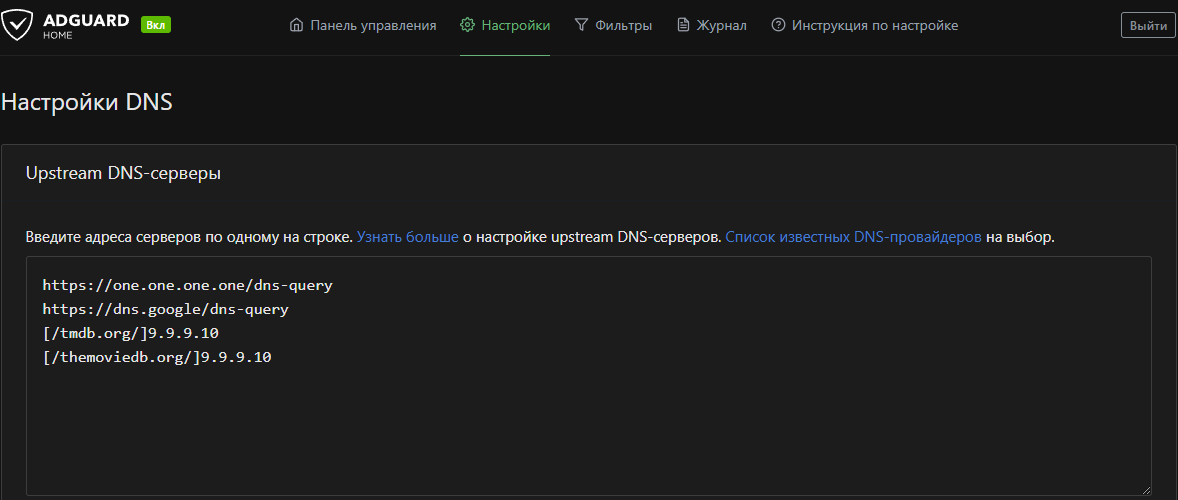 ADGUARD
HOME
Вкл
Панель управления
Настройки
Фильтры
Журнал
Инструкция по настройке
Выйти
Настройки DNS
Upstream DNS-серверы
Введите адреса серверов по одному на строке. Узнать больше о настройке upstream DNS-серверов. Список известных DNS-провайдеров на выбор.
https://one.one.one.one/dns-query
https://dns.google/dns-query
[/tmdb.org/]9.9.9.10
[/themoviedb.org/]9.9.9.10